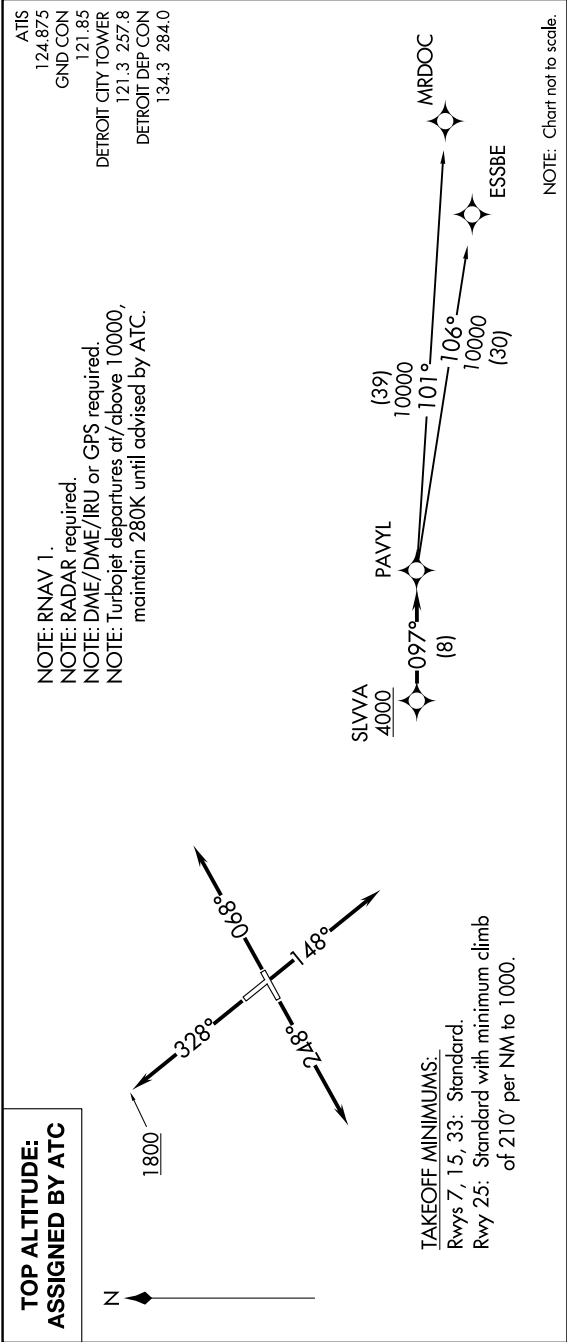 TOP ALTITUDE:
ASSIGNED BY ATC
ATIS
124.875
GND CON
121.85
DETROIT CITY TOWER
121.3 257.8
DETROIT DEP CON
134.3 284.0
NOTE: RNAV 1.
NOTE: RADAR required.
NOTE: DME/DME/IRU or GPS required.
NOTE: Turbojet departures at/above 10000,
maintain 280K until advised by ATC.
N
1800
328°
068°
248°
148°
SLVVA
4000
097°
(8)
PAVYL
(39)
10000
101°
106°
10000
(30)
MRDOC
ESSBE
TAKEOFF MINIMUMS:
Rwys 7, 15, 33: Standard.
Rwy 25: Standard with minimum climb
of 210' per NM to 1000.
NOTE: Chart not to scale.